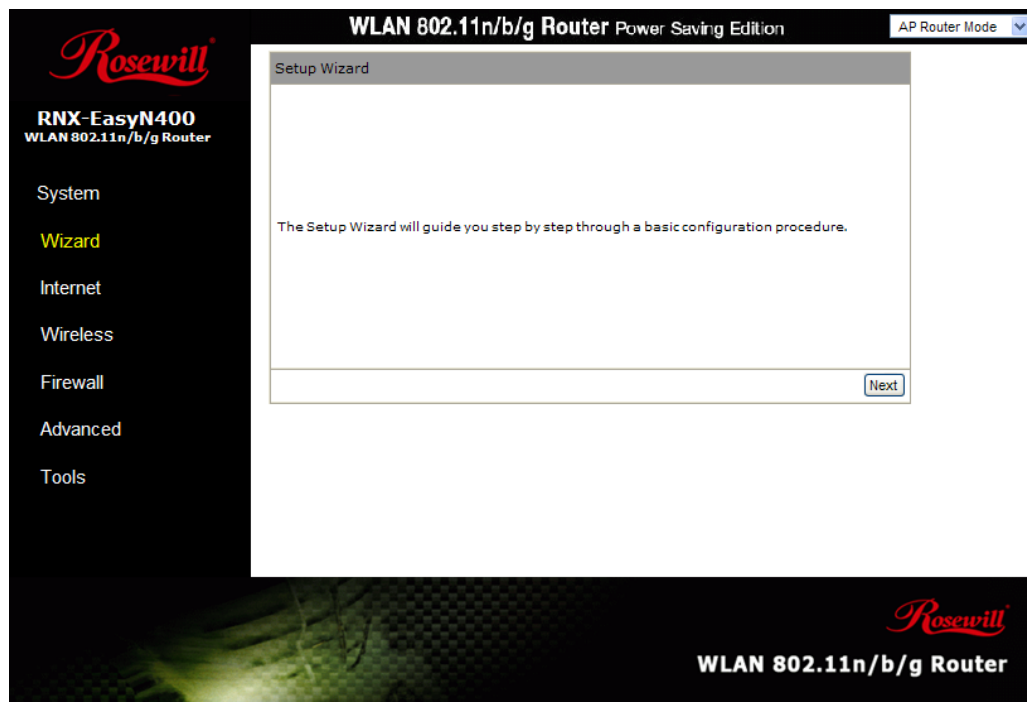 WLAN 802.11n/b/g Router Power Saving Edition
AP Router Mode
Rosewill
RNX-EasyN400
WLAN 802.11n/b/g Router
System
Wizard
Internet
Wireless
Firewall
Advanced
Tools
Setup Wizard
The Setup Wizard will guide you step by step through a basic configuration procedure.
Next
Rosewill
WLAN 802.11n/b/g Router